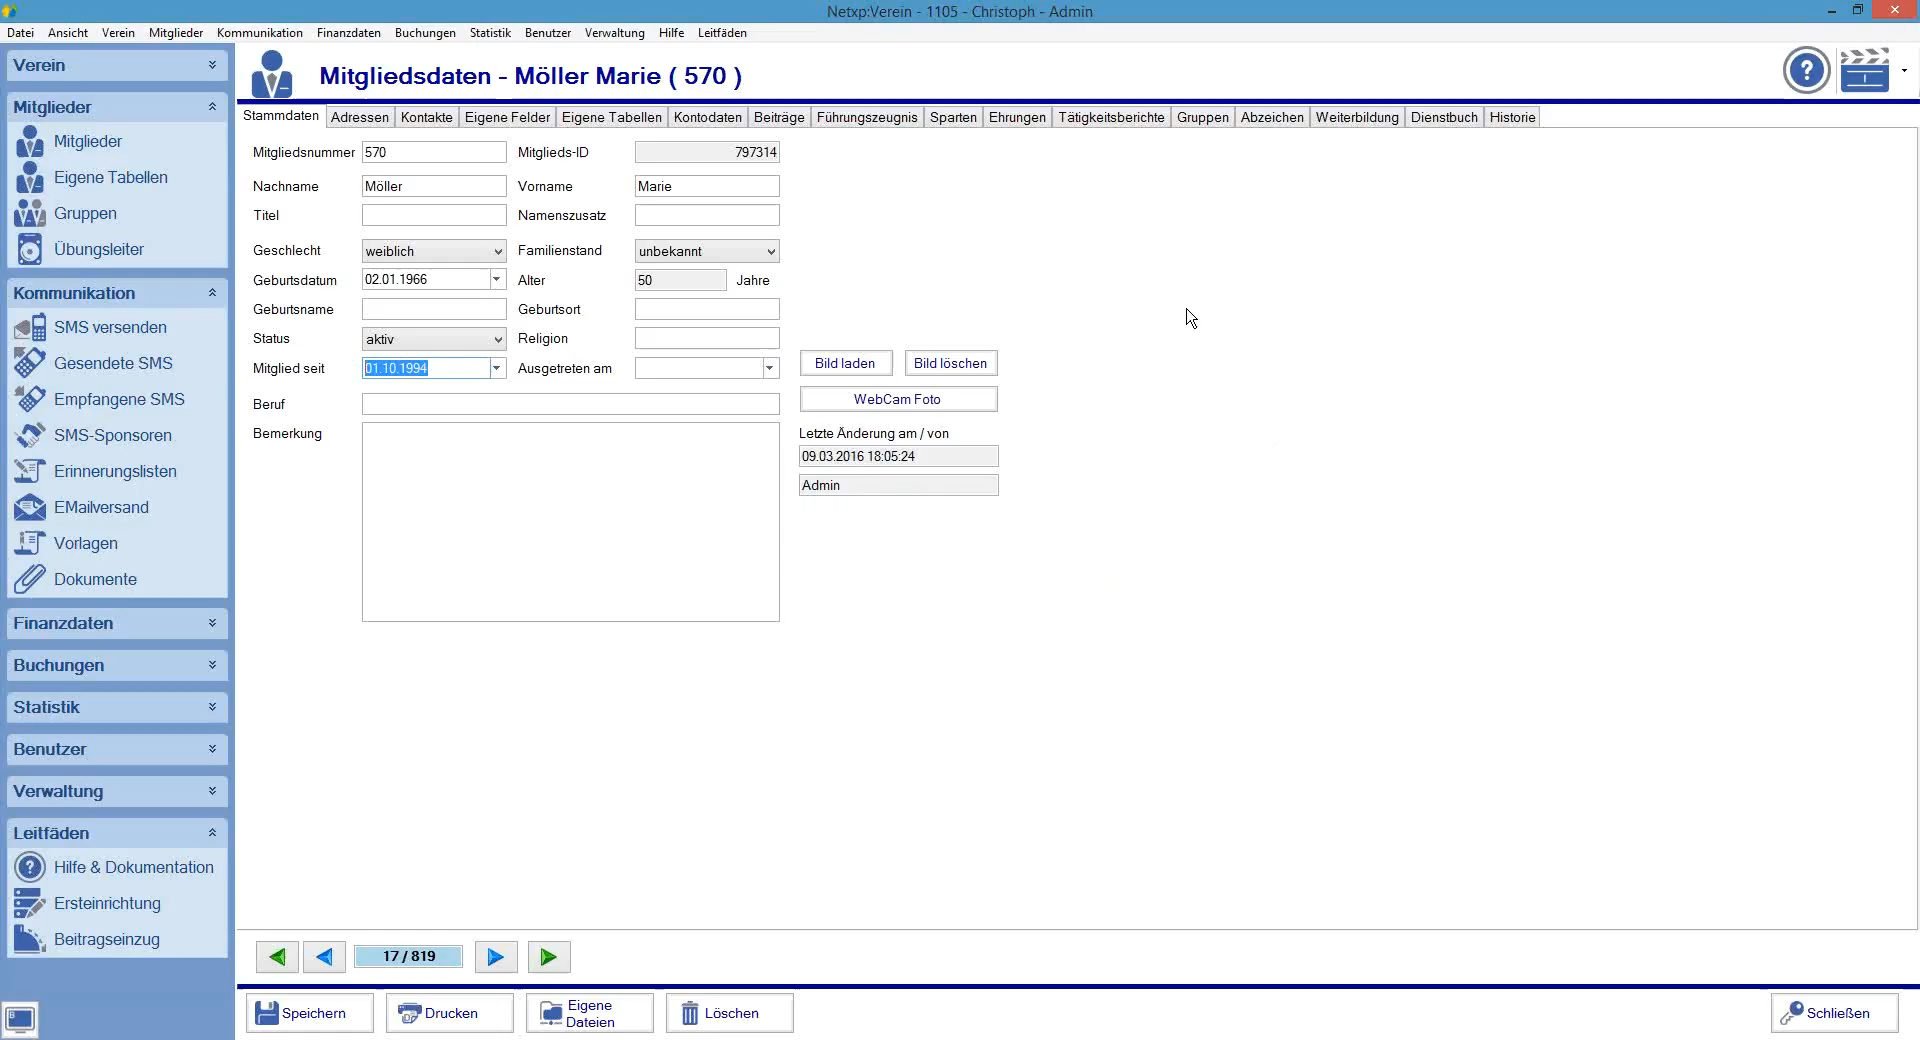 Netxp:Verein - 1105 - Christoph - Admin
Datei Ansicht Verein Mitglieder Kommunikation Finanzdaten Buchungen Statistik Benutzer Verwaltung Hilfe Leitfäden
Verein
Mitglieder
Mitglieder
Eigene Tabellen
Gruppen
Übungsleiter
Kommunikation
SMS versenden
Gesendete SMS
Empfangene SMS
SMS-Sponsoren
Erinnerungslisten
EMailversand
Vorlagen
Dokumente
Finanzdaten
Buchungen
Statistik
Benutzer
Verwaltung
Leitfäden
Hilfe & Dokumentation
Ersteinrichtung
Beitragseinzug
Mitgliedsdaten - Möller Marie ( 570 )
Stammdaten Adressen Kontakte Eigene Felder Eigene Tabellen Kontodaten Beiträge Führungszeugnis Sparten Ehrungen Tätigkeitsberichte Gruppen Abzeichen Weiterbildung Dienstbuch Historie
Mitgliedsnummer 570 Mitglieds-ID 797314
Nachname Möller Vorname Marie
Titel Namenszusatz
Geschlecht weiblich Familienstand unbekannt
Geburtsdatum 02.01.1966 Alter 50 Jahre
Geburtsname Geburtsort
Status aktiv Religion
Mitglied seit 01.10.1994 Ausgetreten am
Bild laden Bild löschen
Beruf
WebCam Foto
Bemerkung
Letzte Änderung am / von
09.03.2016 18:05:24
Admin
17 / 819
Speichern
Drucken
Eigene
Dateien
Löschen
Schließen